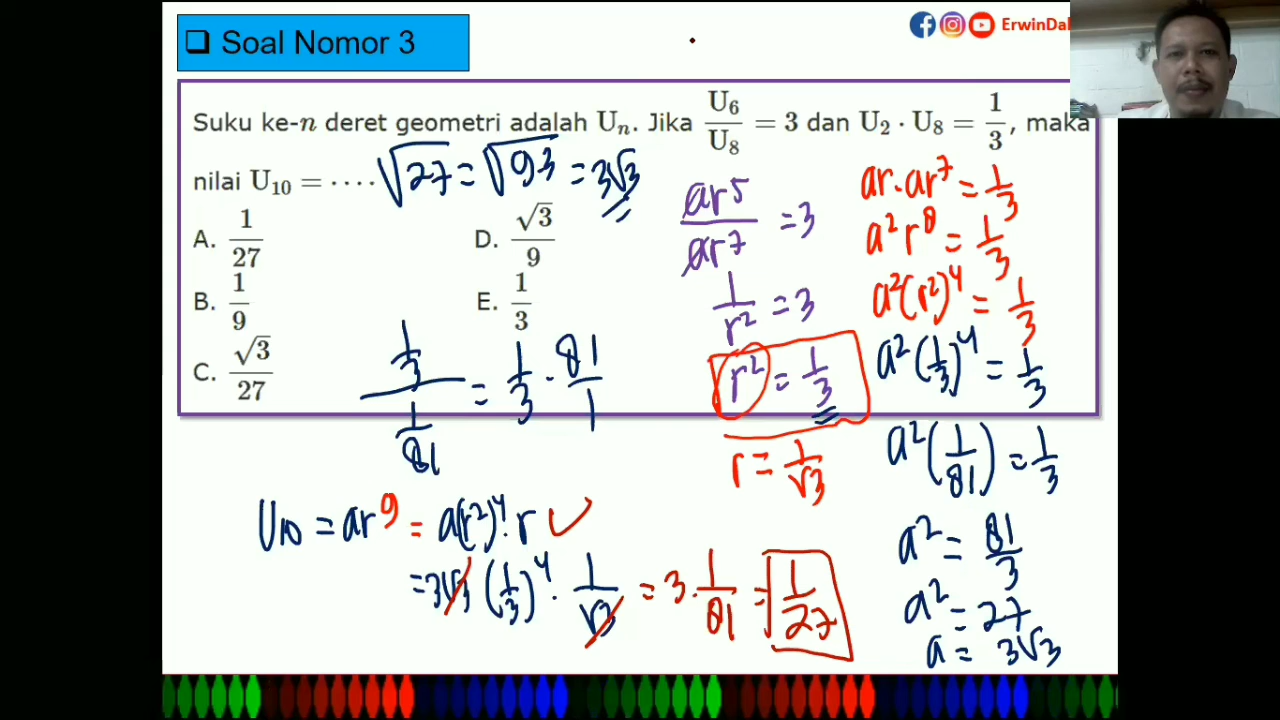 ❑ Soal Nomor 3
ErwinDal
Suku ke-n deret geometri adalah Uₙ. Jika U₆/U₈ = 3 dan U₂ · U₈ = 1/3, maka
nilai U₁₀ = ····
√27 = √9 3 = 3√3
A. 1/27
B. 1/9
C. √3/27
D. √3/9
E. 1/3
ar⁵/ar⁷ = 3
1/r² = 3
r² = 1/3
r = 1/√3
ar · ar⁷ = 1/3
a² r⁸ = 1/3
a² (r²)⁴ = 1/3
a² (1/3)⁴ = 1/3
a² (1/81) = 1/3
a² = 81/3
a² = 27
a = 3√3
(1/3)/(1/81) = 1/3 · 81/1
U10 = ar⁹ = a(r²)⁴ · r
= 3√3 (1/3)⁴ · 1/√3 = 3 · 1/81 = 1/27